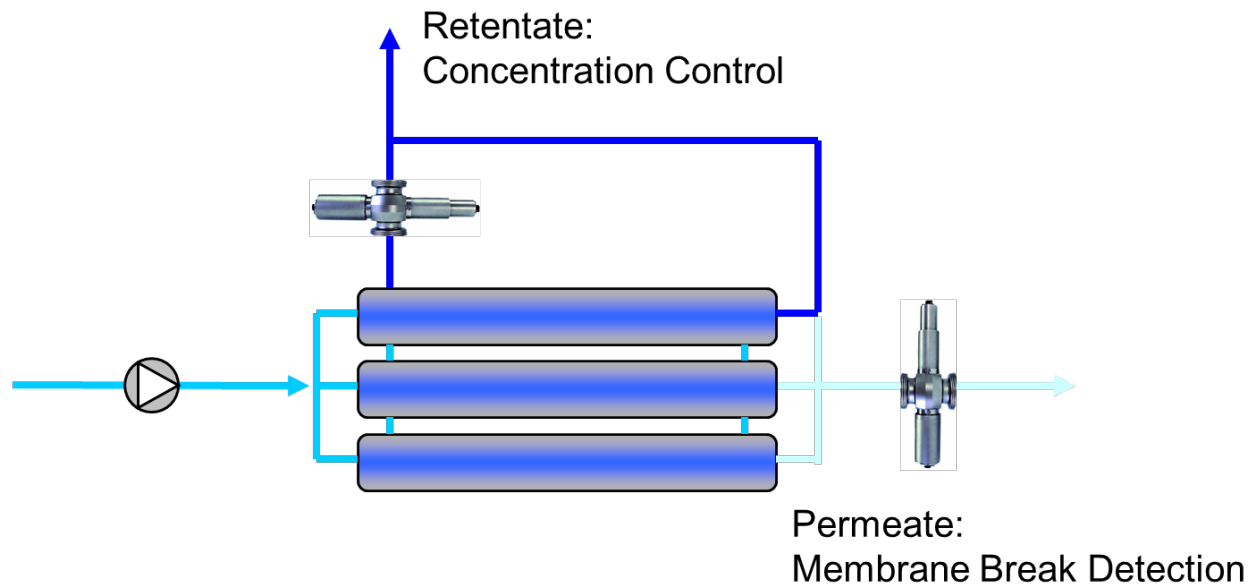 Retentate:
Concentration Control
Permeate:
Membrane Break Detection